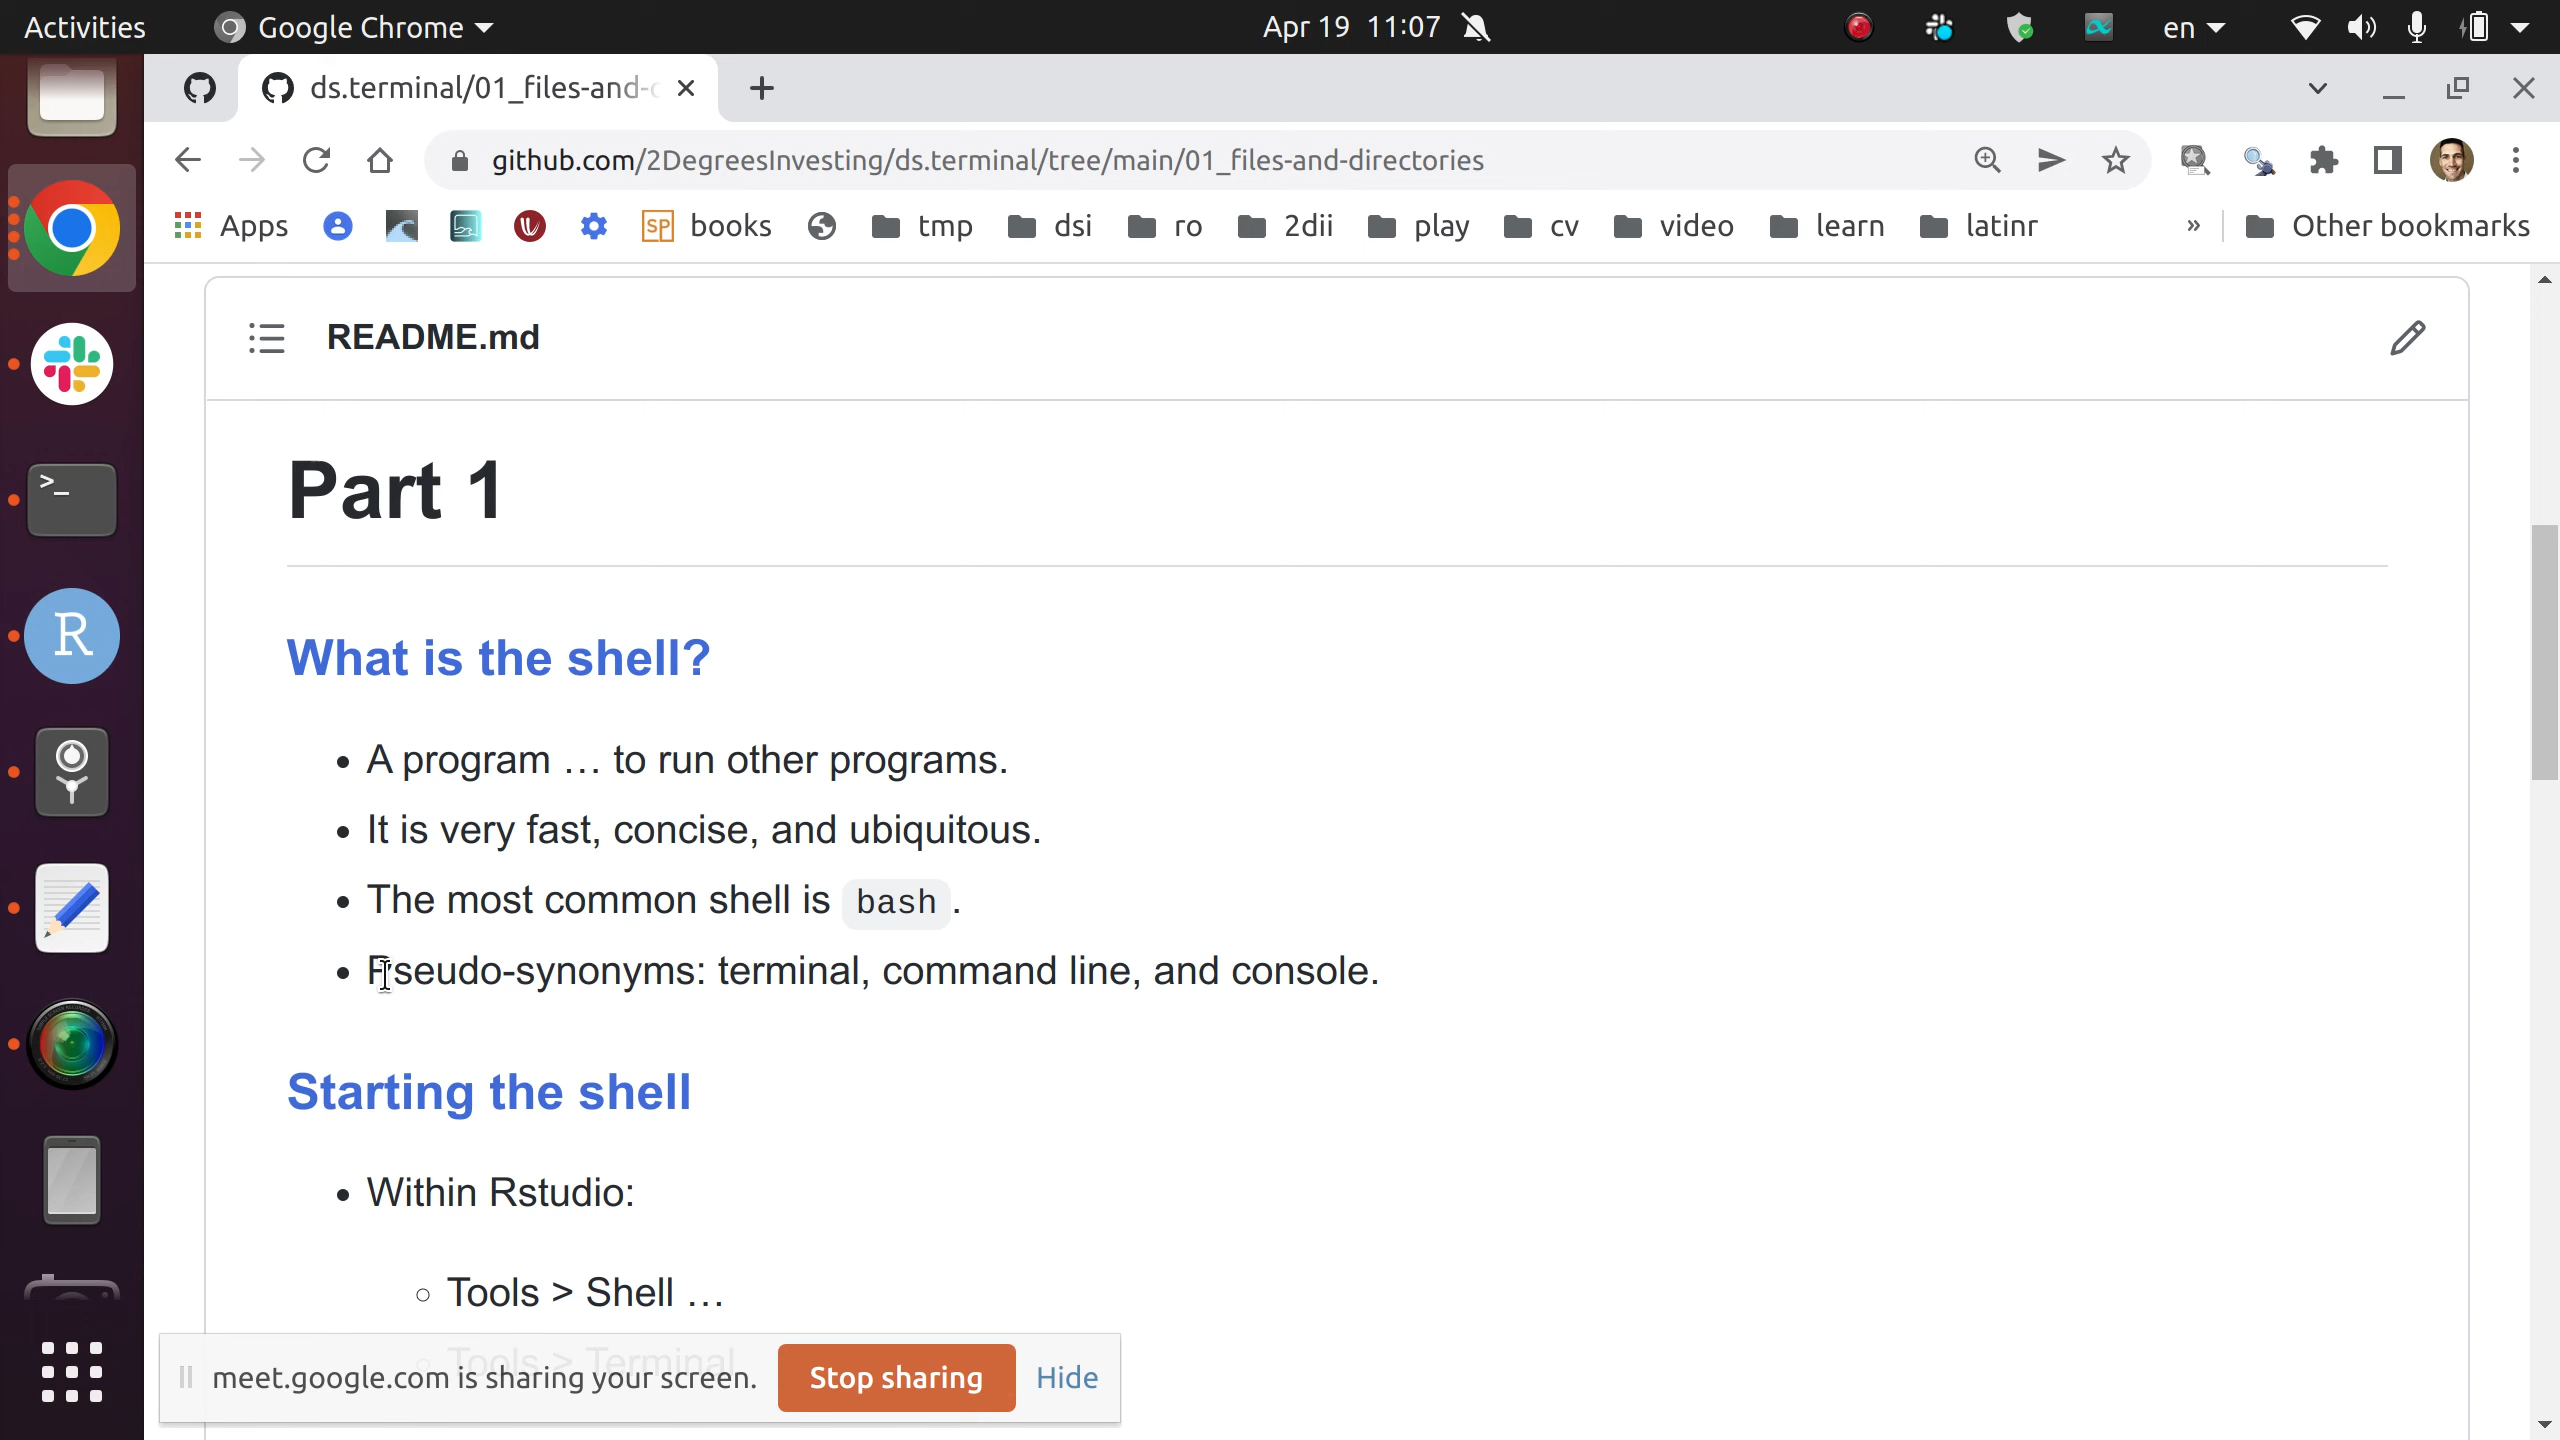 Activities Google Chrome Apr 19 11:07 en
ds.terminal/01_files-and-
github.com/2DegreesInvesting/ds.terminal/tree/main/01_files-and-directories
Apps SP books tmp dsi ro 2dii play cv video learn latinr » Other bookmarks
README.md
Part 1
What is the shell?
A program … to run other programs.
It is very fast, concise, and ubiquitous.
The most common shell is bash.
Pseudo-synonyms: terminal, command line, and console.
Starting the shell
Within Rstudio:
Tools > Shell …
Tools > Terminal
meet.google.com is sharing your screen. Stop sharing Hide
>_
R